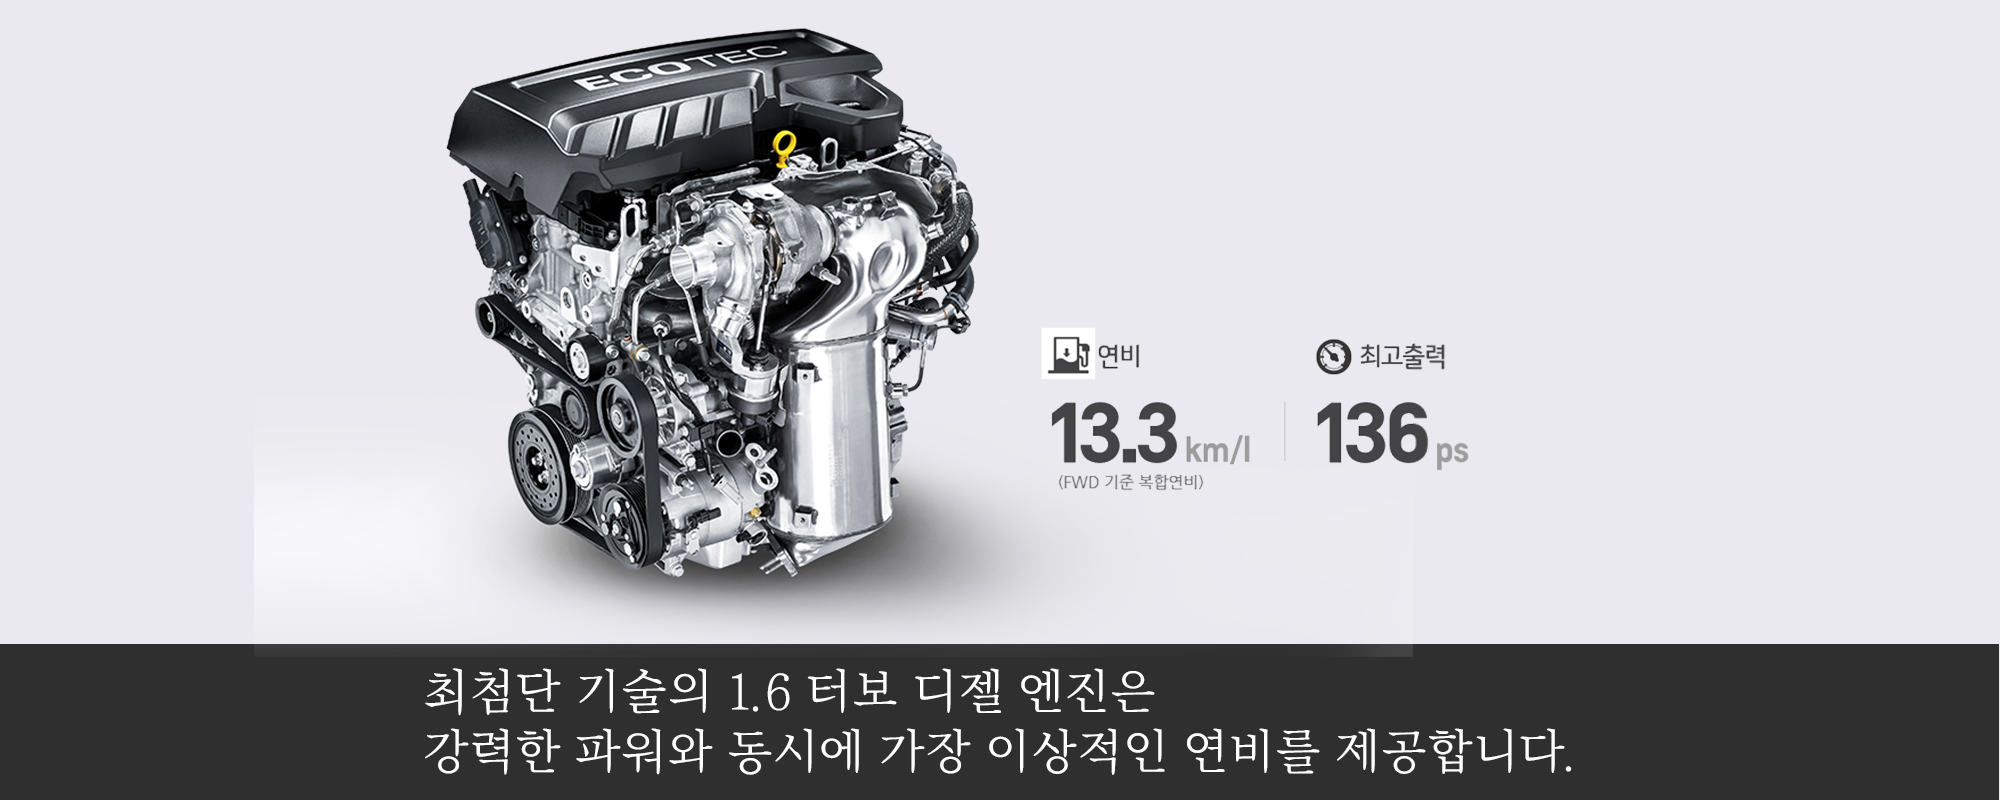 ECOTEC
연비
13.3 km/l
(FWD 기준 복합연비)
최고출력
136 ps
최첨단 기술의 1.6 터보 디젤 엔진은
강력한 파워와 동시에 가장 이상적인 연비를 제공합니다.